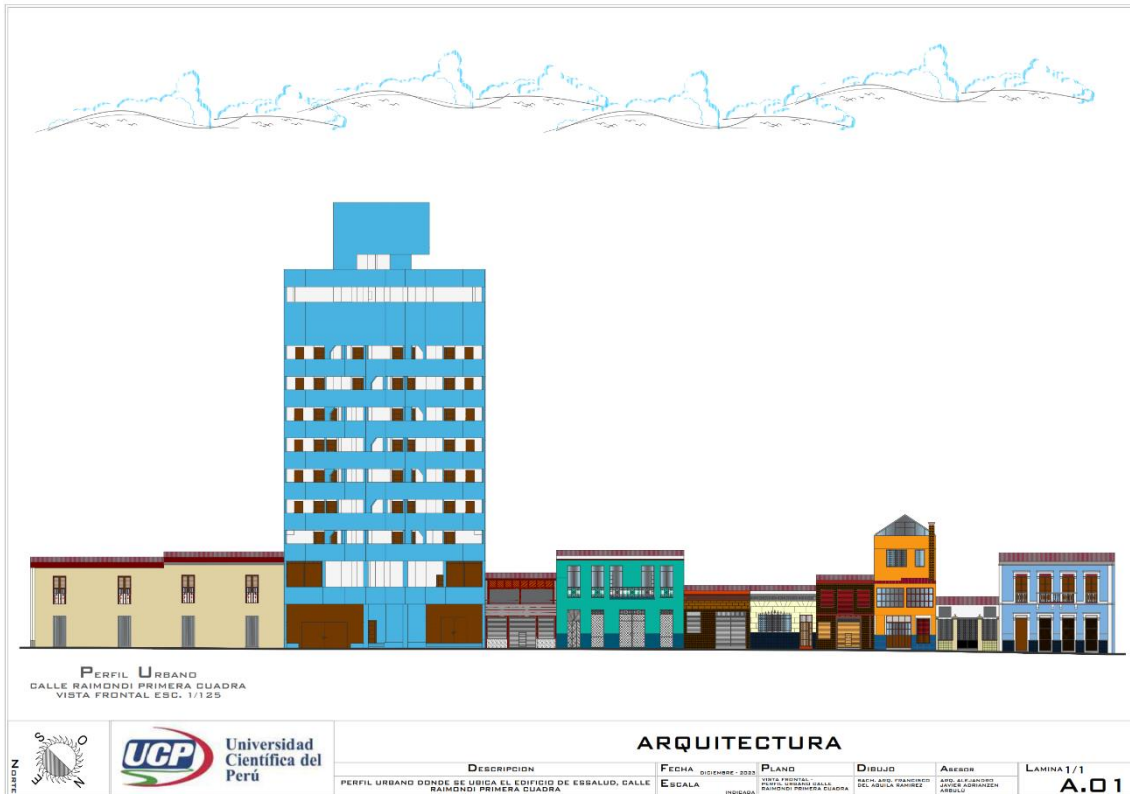 PERFIL URBANO
CALLE RAIMONDI PRIMERA CUADRA
VISTA FRONTAL ESC. 1/125
NORTE
N
S
E
O
UCP
Universidad
Científica del
Perú
ARQUITECTURA
DESCRIPCION
PERFIL URBANO DONDE SE UBICA EL EDIFICIO DE ESSALUD, CALLE
RAIMONDI PRIMERA CUADRA
FECHA
DICIEMBRE - 2023
ESCALA
INDICADA
PLANO
VISTA FRONTAL -
PERFIL URBANO CALLE
RAIMONDI PRIMERA CUADRA
DIBUJO
BACH. ARQ. FRANCISCO
DEL AGUILA RAMIREZ
ASESOR
ARQ. ALEJANDRO
JAVIER ADRIANZEN
ARBULÚ
LAMINA 1/1
A.01